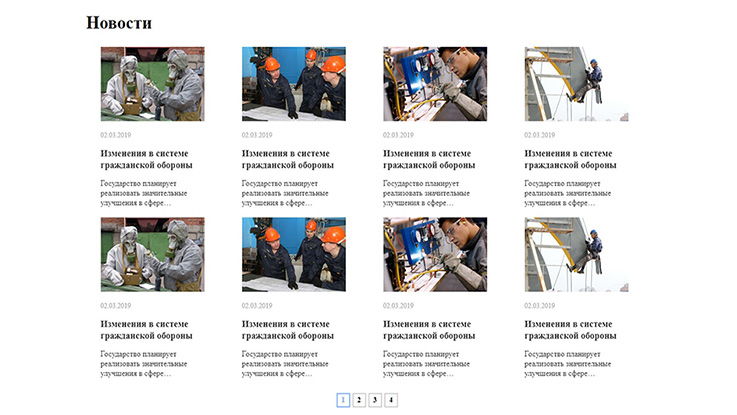 Новости
02.03.2019
02.03.2019
02.03.2019
02.03.2019
Изменения в системе
гражданской обороны
Изменения в системе
гражданской обороны
Изменения в системе
гражданской обороны
Изменения в системе
гражданской обороны
Государство планирует
реализовать значительные
улучшения в сфере…
Государство планирует
реализовать значительные
улучшения в сфере…
Государство планирует
реализовать значительные
улучшения в сфере…
Государство планирует
реализовать значительные
улучшения в сфере…
02.03.2019
02.03.2019
02.03.2019
02.03.2019
Изменения в системе
гражданской обороны
Изменения в системе
гражданской обороны
Изменения в системе
гражданской обороны
Изменения в системе
гражданской обороны
Государство планирует
реализовать значительные
улучшения в сфере…
Государство планирует
реализовать значительные
улучшения в сфере…
Государство планирует
реализовать значительные
улучшения в сфере…
Государство планирует
реализовать значительные
улучшения в сфере…
1 2 3 4